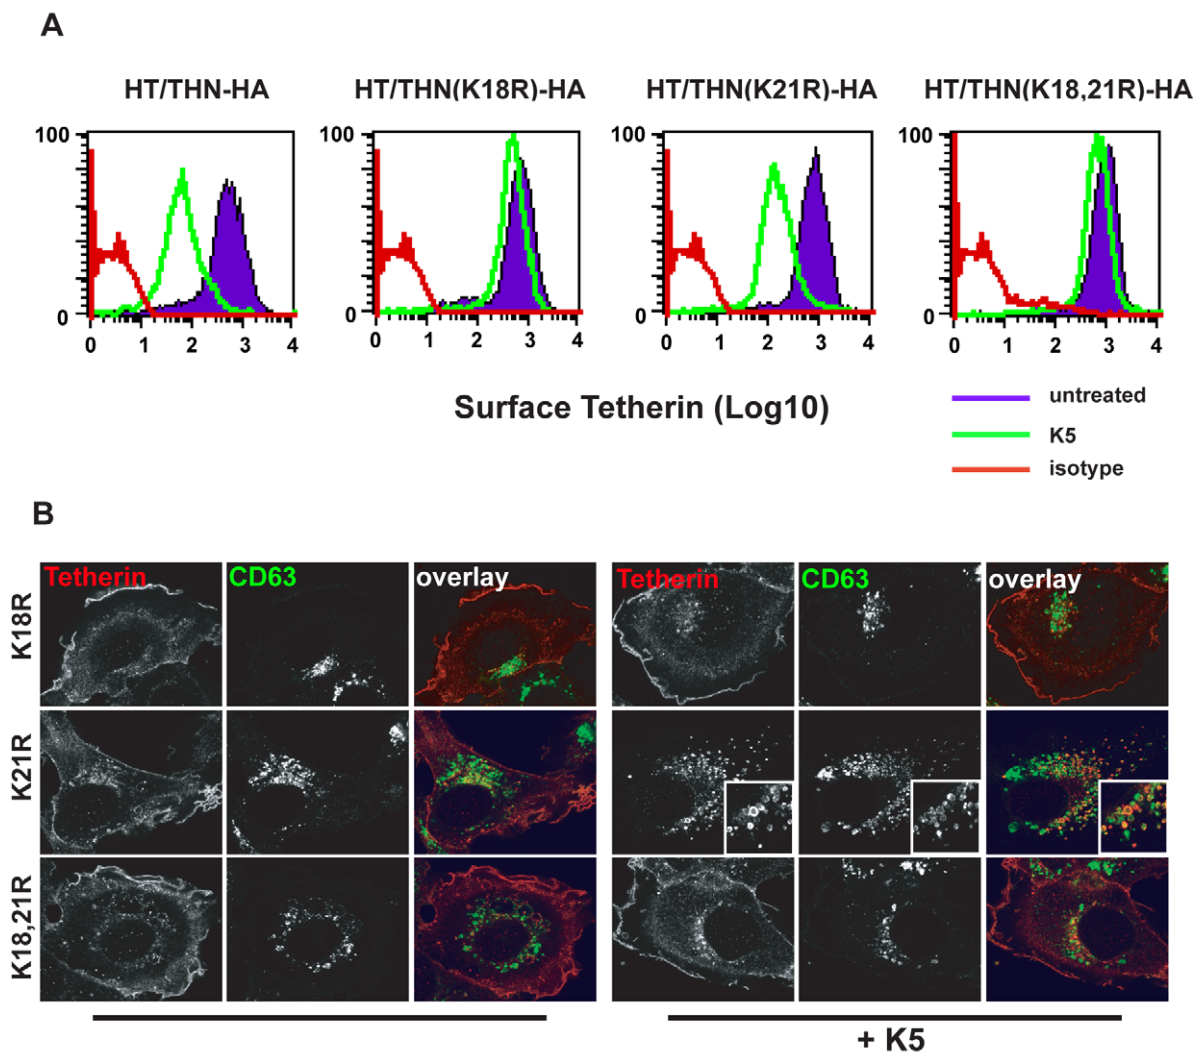 A
HT/THN-HA
HT/THN(K18R)-HA
HT/THN(K21R)-HA
HT/THN(K18,21R)-HA
100
0
0 1 2 3 4
100
0
0 1 2 3 4
100
0
0 1 2 3 4
100
0
0 1 2 3 4
Surface Tetherin (Log10)
untreated
K5
isotype
B
Tetherin CD63 overlay Tetherin CD63 overlay
K18R
K21R
K18,21R
+ K5